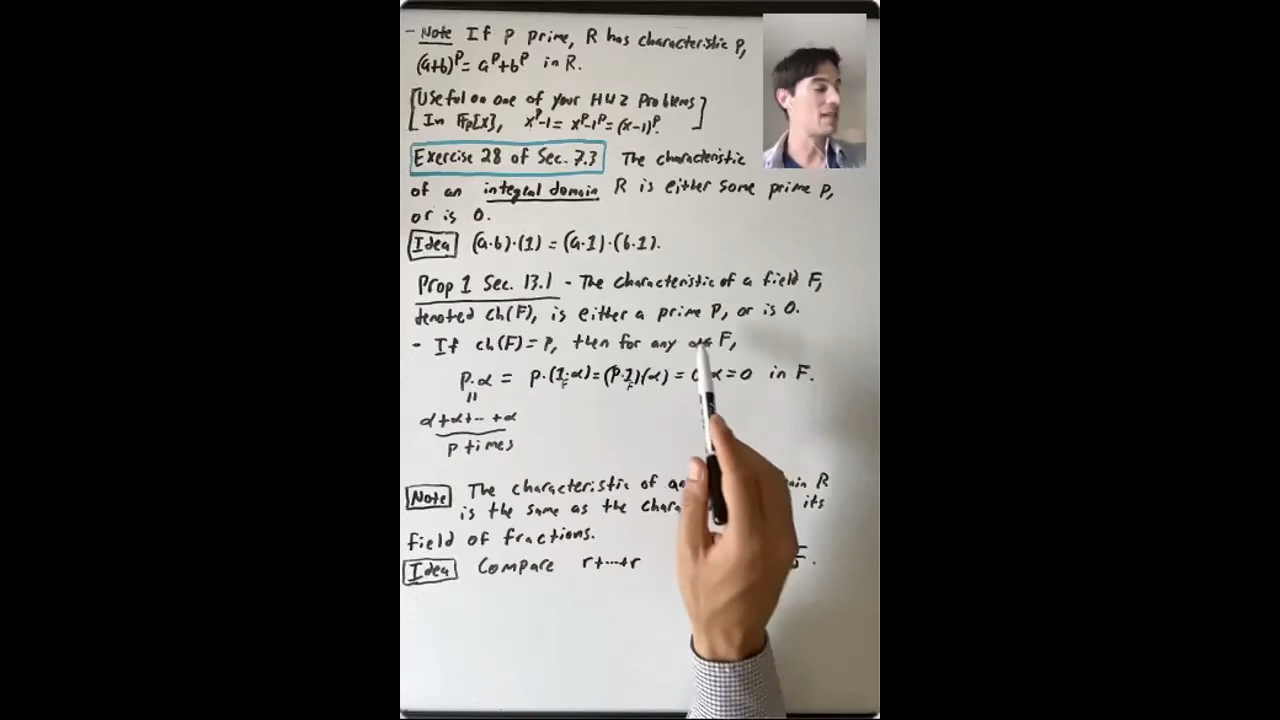 - Note If p prime, R has characteristic p,
(a+b)^p = a^p + b^p in R.
[Useful on one of your HW2 Problems
In F_p[x], x^p-1 = x^p-1^p = (x-1)^p.]
Exercise 28 of Sec. 7.3 The characteristic
of an integral domain R is either some prime p,
or is 0.
Idea (a·b)·(1) = (a·1)·(b·1).
Prop 1 Sec. 13.1 - The characteristic of a field F,
denoted ch(F), is either a prime p, or is 0.
- If ch(F) = p, then for any α∈F,
p·α = p·(1_F·α) = (p·1_F)(α) = 0·α = 0 in F.
||
α+α+···+α
p times
Note The characteristic of R
is the same as the its
field of fractions.
Idea Compare r+···+r